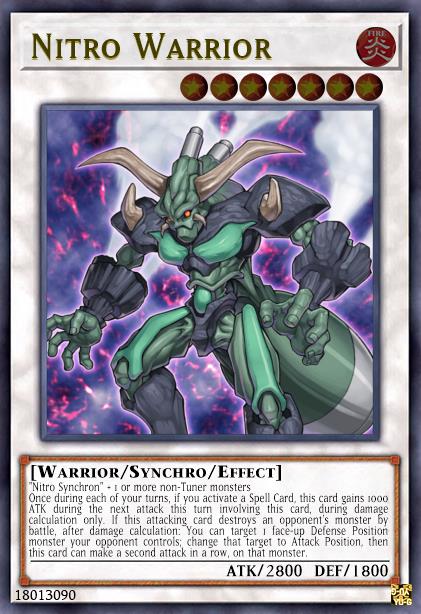 Nitro Warrior
FIRE
炎
[Warrior/Synchro/Effect]
"Nitro Synchron" + 1 or more non-Tuner monsters
Once during each of your turns, if you activate a Spell Card, this card gains 1000
ATK during the next attack this turn involving this card, during damage
calculation only. If this attacking card destroys an opponent's monster by
battle, after damage calculation: You can target 1 face-up Defense Position
monster your opponent controls; change that target to Attack Position, then
this card can make a second attack in a row, on that monster.
ATK/2800 DEF/1800
18013090